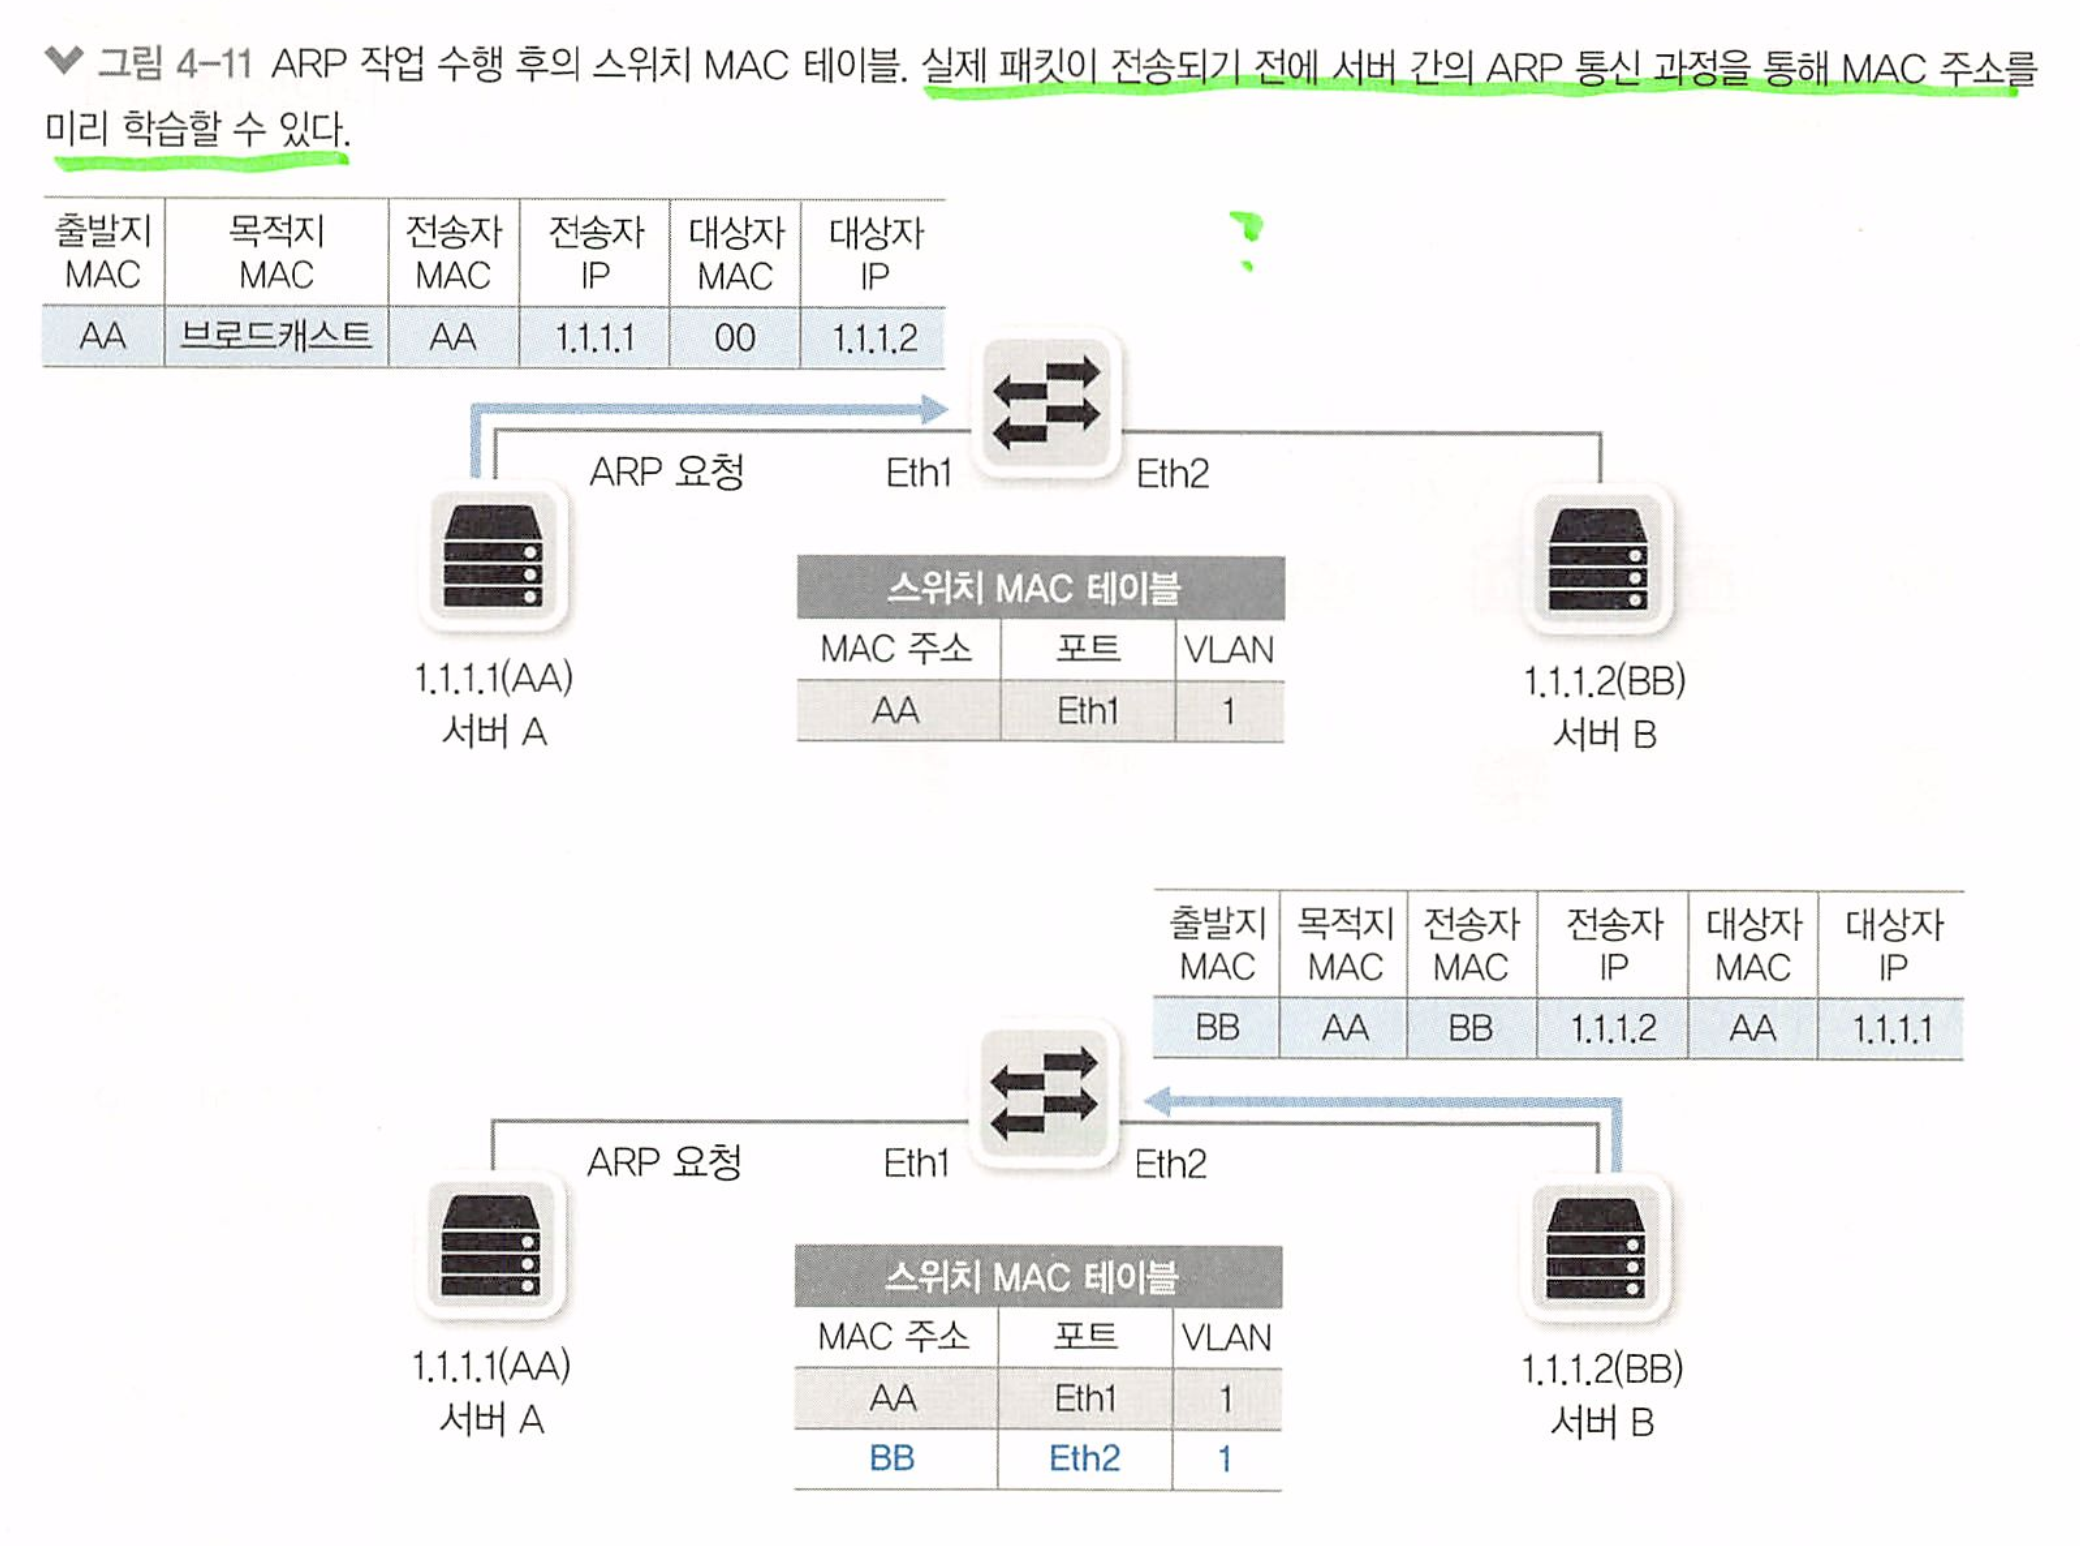 그림 4-11 ARP 작업 수행 후의 스위치 MAC 테이블. 실제 패킷이 전송되기 전에 서버 간의 ARP 통신 과정을 통해 MAC 주소를
미리 학습할 수 있다.
?
출발지 MAC 목적지 MAC 전송자 MAC 전송자 IP 대상자 MAC 대상자 IP
AA 브로드캐스트 AA 1.1.1.1 00 1.1.1.2
ARP 요청 Eth1 Eth2
스위치 MAC 테이블
MAC 주소 포트 VLAN
AA Eth1 1
1.1.1.1(AA)
서버 A
1.1.1.2(BB)
서버 B
출발지 MAC 목적지 MAC 전송자 MAC 전송자 IP 대상자 MAC 대상자 IP
BB AA BB 1.1.1.2 AA 1.1.1.1
ARP 요청 Eth1 Eth2
스위치 MAC 테이블
MAC 주소 포트 VLAN
AA Eth1 1
BB Eth2 1
1.1.1.1(AA)
서버 A
1.1.1.2(BB)
서버 B